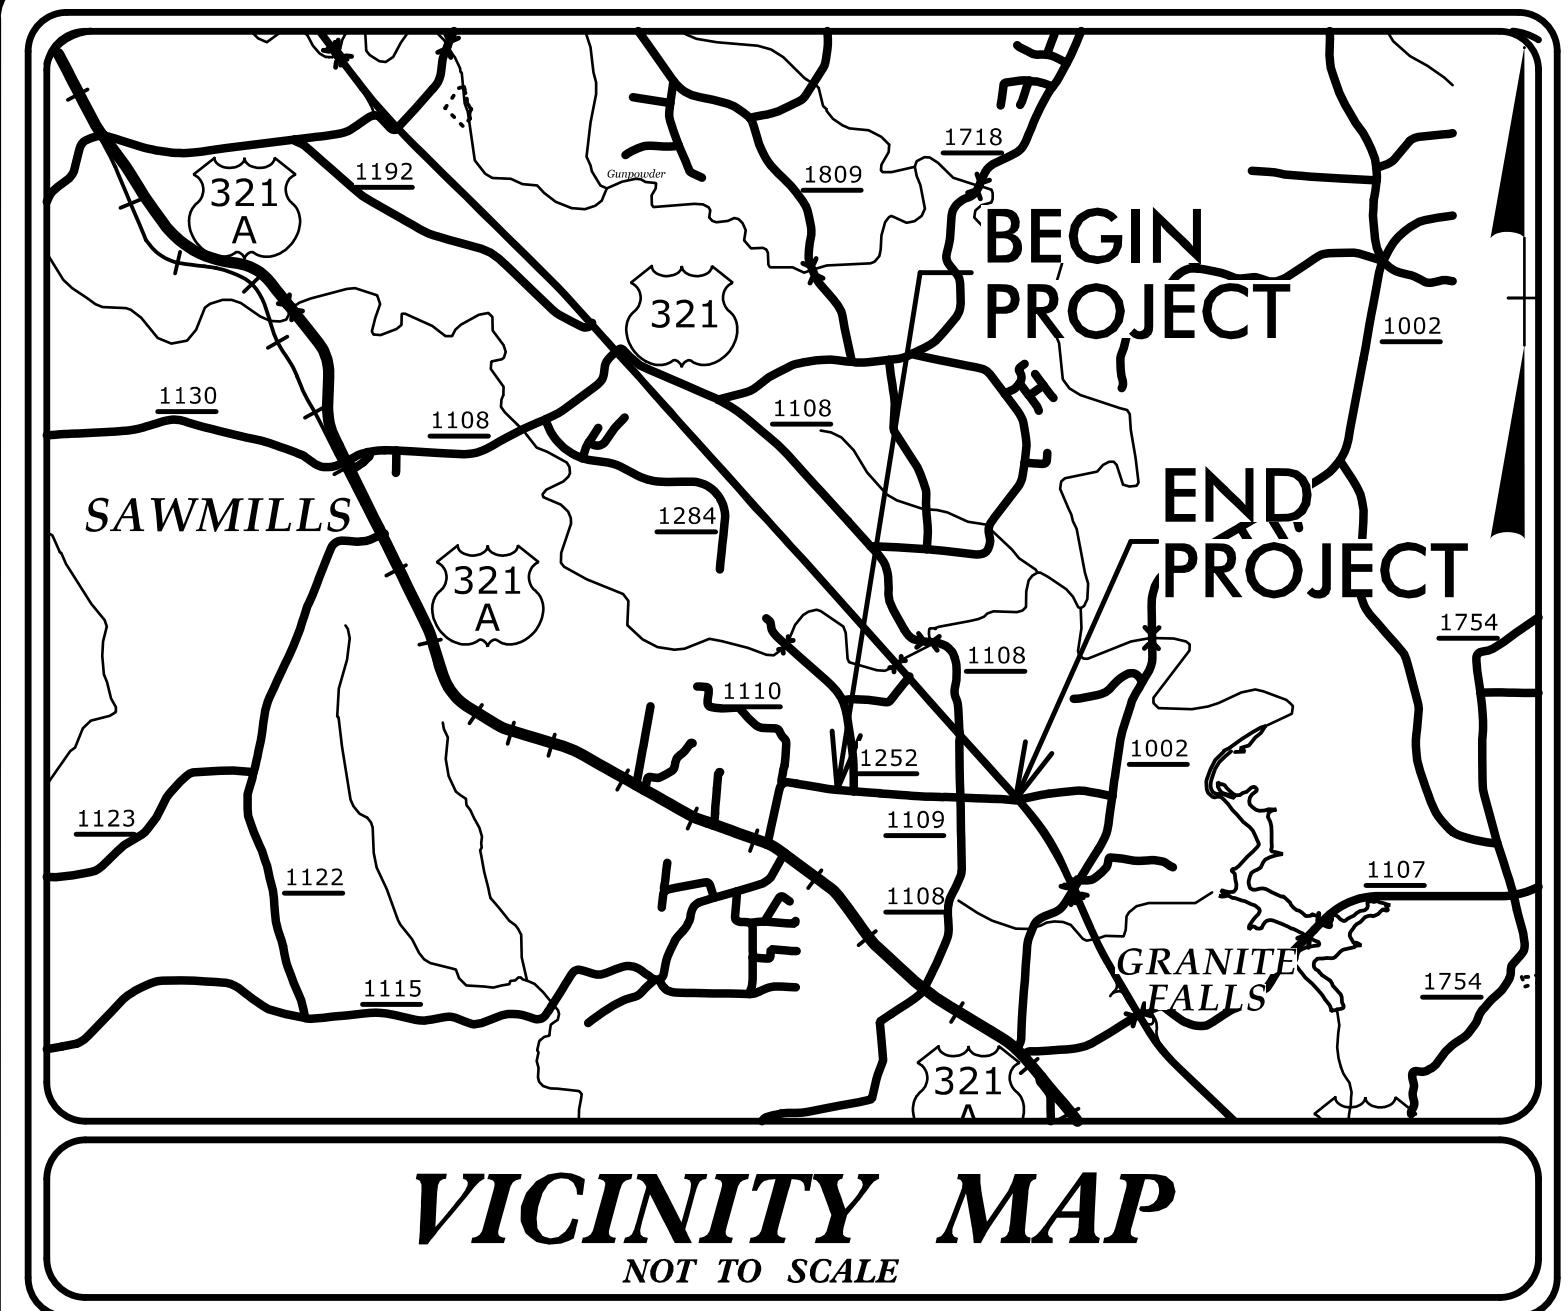 1718
1192
Gunpowder
1809
321
A
BEGIN
PROJECT
321
1002
1130
1108
1108
SAWMILLS
END
PROJECT
1284
321
A
1754
1108
1110
1002
1252
1123
1109
1107
1122
1108
GRANITE
FALLS
1115
1754
321
A
VICINITY MAP
NOT TO SCALE